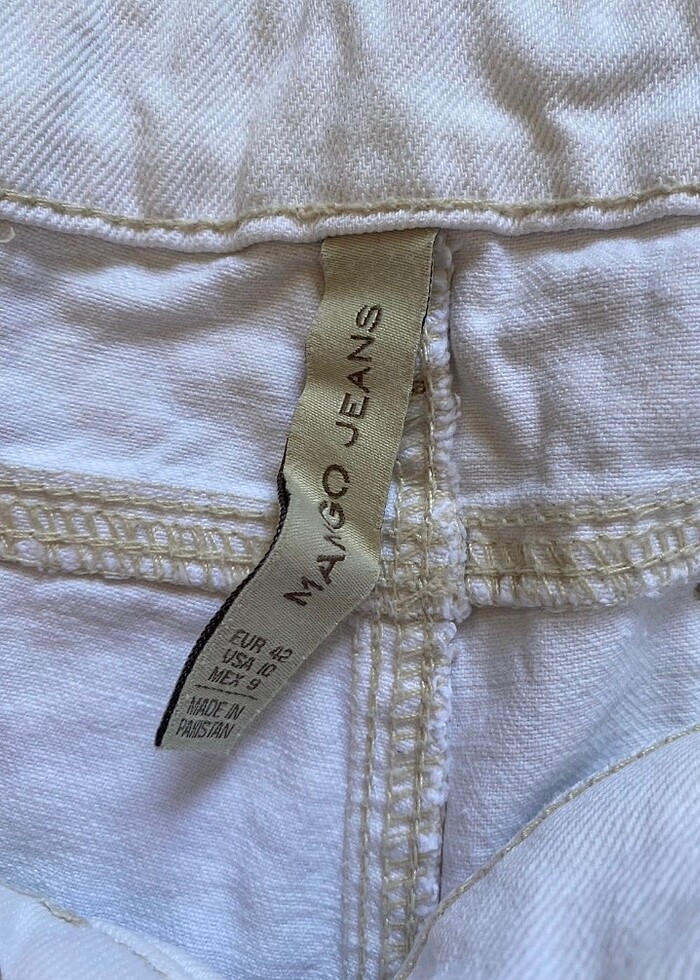 MANGO JEANS
EUR 42
USA 10
MEX 9
MADE IN
PAKISTAN